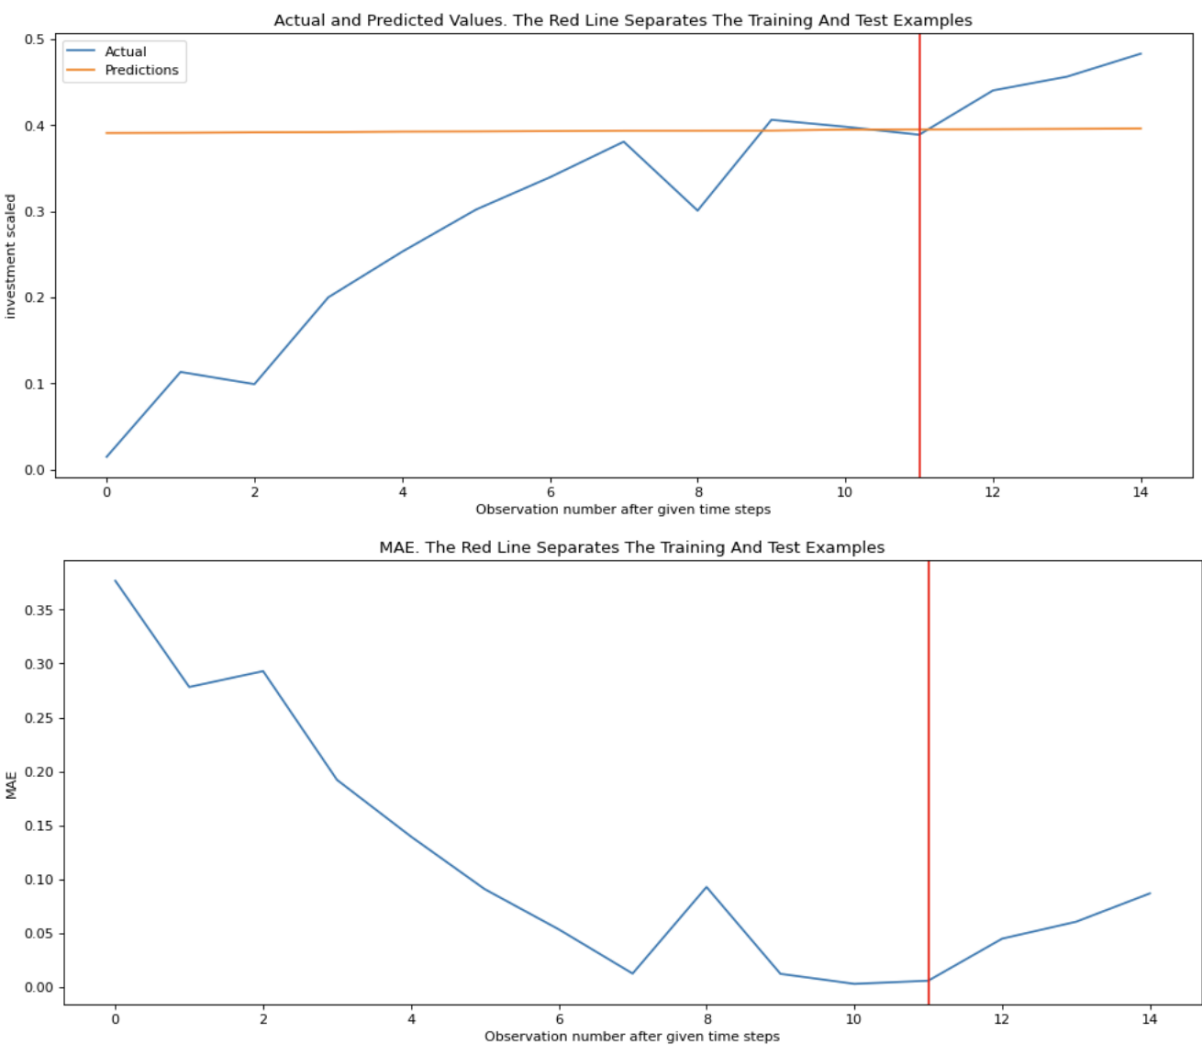 Actual and Predicted Values. The Red Line Separates The Training And Test Examples
Actual
Predictions
investment scaled
0.5
0.4
0.3
0.2
0.1
0.0
0 2 4 6 8 10 12 14
Observation number after given time steps
MAE. The Red Line Separates The Training And Test Examples
MAE
0.35
0.30
0.25
0.20
0.15
0.10
0.05
0.00
0 2 4 6 8 10 12 14
Observation number after given time steps